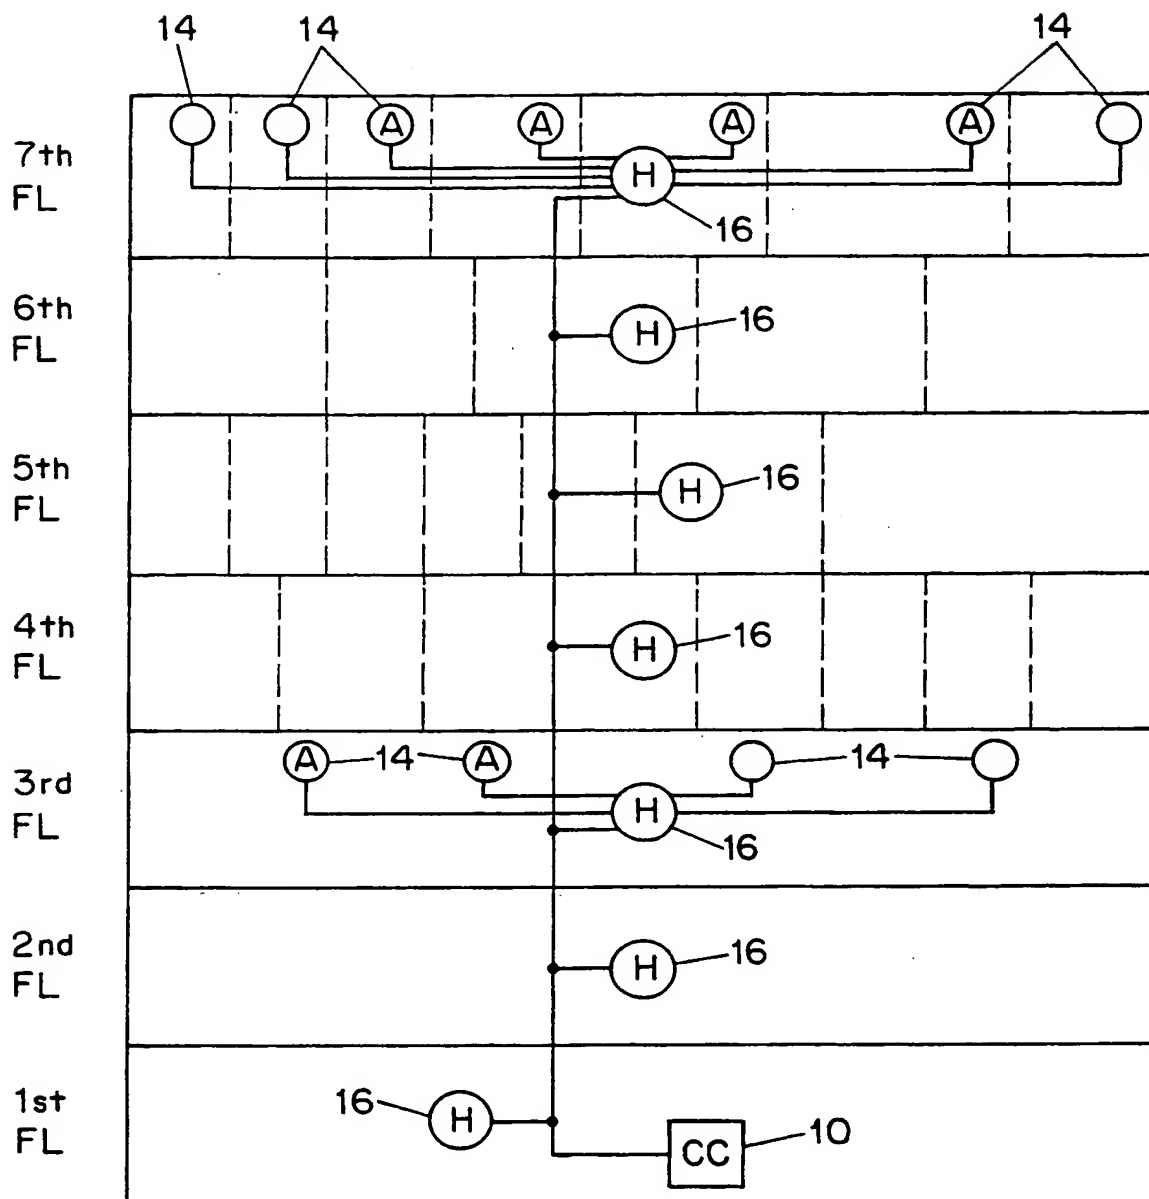 14 14 14
A A A A
7th
FL
H
16
6th
FL
H 16
5th
FL
H 16
4th
FL
H 16
A 14 A 14
3rd
FL
H
16
2nd
FL
H 16
1st
FL
16 H
CC 10